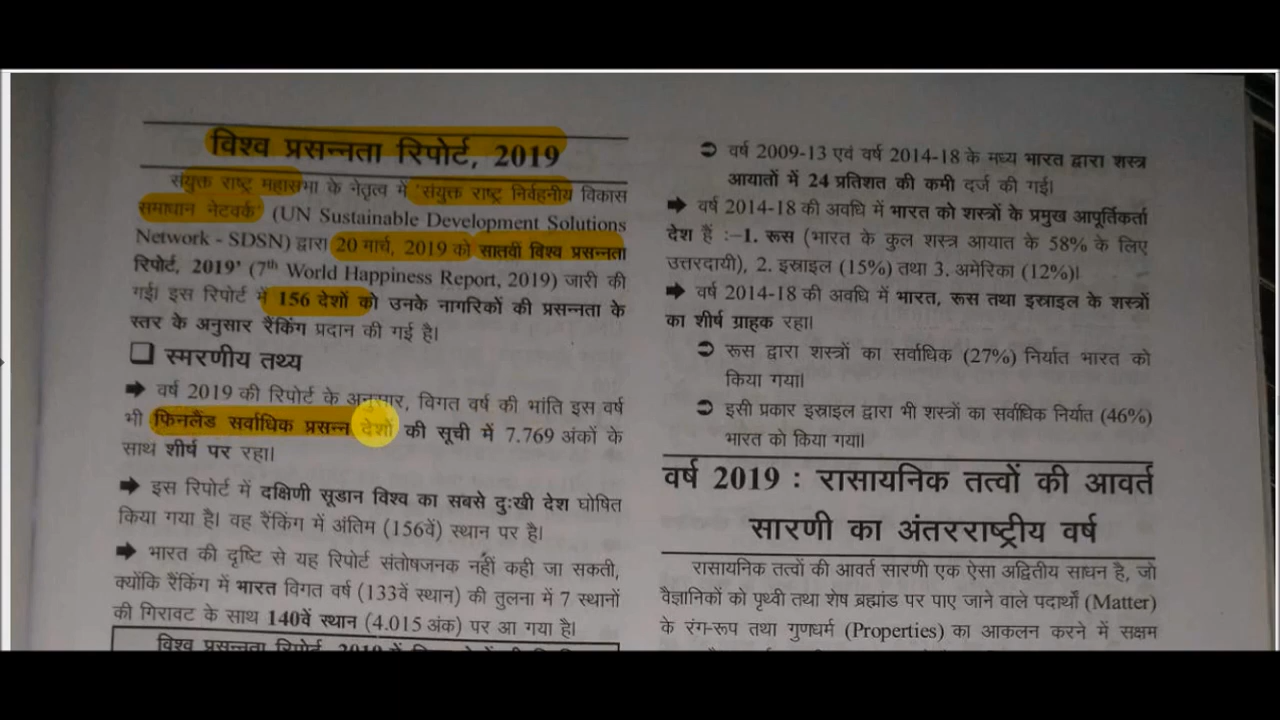 विश्व प्रसन्नता रिपोर्ट, 2019
संयुक्त राष्ट्र महासभा के नेतृत्व में 'संयुक्त राष्ट्र निर्वहनीय विकास
समाधान नेटवर्क' (UN Sustainable Development Solutions
Network - SDSN) द्वारा 20 मार्च, 2019 को सातवीं विश्व प्रसन्नता
रिपोर्ट, 2019' (7th World Happiness Report, 2019) जारी की
गई। इस रिपोर्ट में 156 देशों को उनके नागरिकों की प्रसन्नता के
स्तर के अनुसार रैंकिंग प्रदान की गई है।
❑ स्मरणीय तथ्य
➡ वर्ष 2019 की रिपोर्ट के अनुसार, विगत वर्ष की भांति इस वर्ष
भी फिनलैंड सर्वाधिक प्रसन्न देशों की सूची में 7.769 अंकों के
साथ शीर्ष पर रहा।
➡ इस रिपोर्ट में दक्षिणी सूडान विश्व का सबसे दुःखी देश घोषित
किया गया है। वह रैंकिंग में अंतिम (156वें) स्थान पर है।
➡ भारत की दृष्टि से यह रिपोर्ट संतोषजनक नहीं कही जा सकती,
क्योंकि रैंकिंग में भारत विगत वर्ष (133वें स्थान) की तुलना में 7 स्थानों
की गिरावट के साथ 140वें स्थान (4.015 अंक) पर आ गया है।
विश्व प्रसन्नता रिपोर्ट, 2019 में
➲ वर्ष 2009-13 एवं वर्ष 2014-18 के मध्य भारत द्वारा शस्त्र
आयातों में 24 प्रतिशत की कमी दर्ज की गई।
➡ वर्ष 2014-18 की अवधि में भारत को शस्त्रों के प्रमुख आपूर्तिकर्ता
देश हैं :–1. रूस (भारत के कुल शस्त्र आयात के 58% के लिए
उत्तरदायी), 2. इस्राइल (15%) तथा 3. अमेरिका (12%)।
➡ वर्ष 2014-18 की अवधि में भारत, रूस तथा इस्राइल के शस्त्रों
का शीर्ष ग्राहक रहा।
➲ रूस द्वारा शस्त्रों का सर्वाधिक (27%) निर्यात भारत को
किया गया।
➲ इसी प्रकार इस्राइल द्वारा भी शस्त्रों का सर्वाधिक निर्यात (46%)
भारत को किया गया।
वर्ष 2019 : रासायनिक तत्वों की आवर्त
सारणी का अंतरराष्ट्रीय वर्ष
रासायनिक तत्वों की आवर्त सारणी एक ऐसा अद्वितीय साधन है, जो
वैज्ञानिकों को पृथ्वी तथा शेष ब्रह्मांड पर पाए जाने वाले पदार्थों (Matter)
के रंग-रूप तथा गुणधर्म (Properties) का आकलन करने में सक्षम